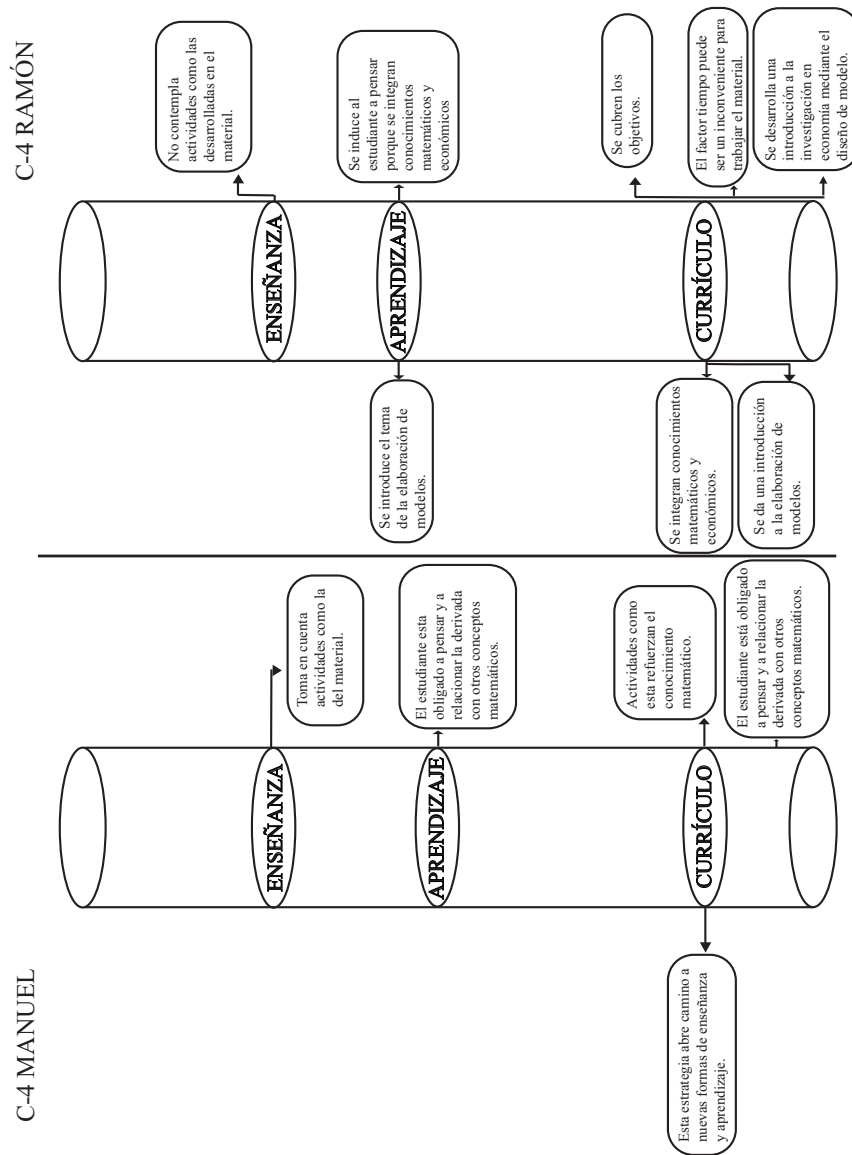 C-4 MANUEL
ENSEÑANZA
Toma en cuenta
actividades como la
del material.
APRENDIZAJE
El estudiante esta
obligado a pensar y a
relacionar la derivada
con otros conceptos
matemáticos.
CURRÍCULO
Actividades como
esta refuerzan el
conocimiento
matemático.
El estudiante está obligado
a pensar y a relacionar la
derivada con otros
conceptos matemáticos.
Esta estrategia abre camino a
nuevas formas de enseñanza
y aprendizaje.
C-4 RAMÓN
ENSEÑANZA
No contempla
actividades como las
desarrolladas en el
material.
APRENDIZAJE
Se introduce el tema
de la elaboración de
modelos.
Se induce al
estudiante a pensar
porque se integran
conocimientos
matemáticos y
económicos
CURRÍCULO
Se integran conocimientos
matemáticos y
económicos.
Se da una introducción
a la elaboración de
modelos.
Se cubren los
objetivos.
El factor tiempo puede
ser un inconveniente para
trabajar el material.
Se desarrolla una
introducción a la
investigación en
economía mediante el
diseño de modelo.